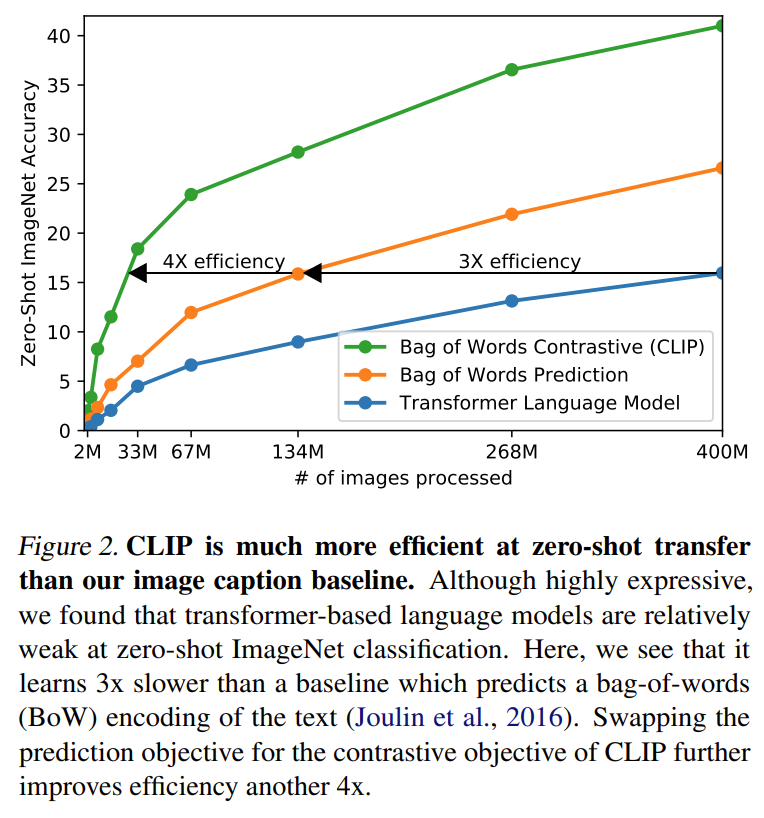 40
35
30
25
20
15
10
5
0
Zero-Shot ImageNet Accuracy
4X efficiency
3X efficiency
Bag of Words Contrastive (CLIP)
Bag of Words Prediction
Transformer Language Model
2M 33M 67M 134M 268M 400M
# of images processed
Figure 2. CLIP is much more efficient at zero-shot transfer
than our image caption baseline. Although highly expressive,
we found that transformer-based language models are relatively
weak at zero-shot ImageNet classification. Here, we see that it
learns 3x slower than a baseline which predicts a bag-of-words
(BoW) encoding of the text (Joulin et al., 2016). Swapping the
prediction objective for the contrastive objective of CLIP further
improves efficiency another 4x.